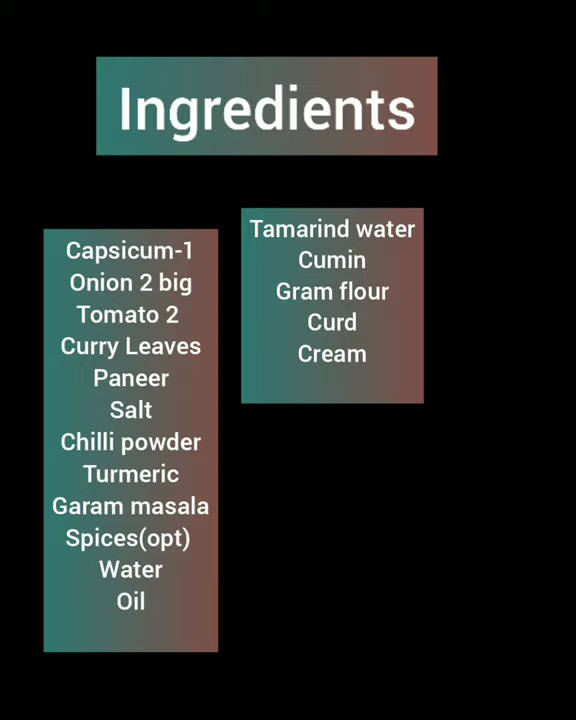 Ingredients
Capsicum-1
Onion 2 big
Tomato 2
Curry Leaves
Paneer
Salt
Chilli powder
Turmeric
Garam masala
Spices(opt)
Water
Oil
Tamarind water
Cumin
Gram flour
Curd
Cream